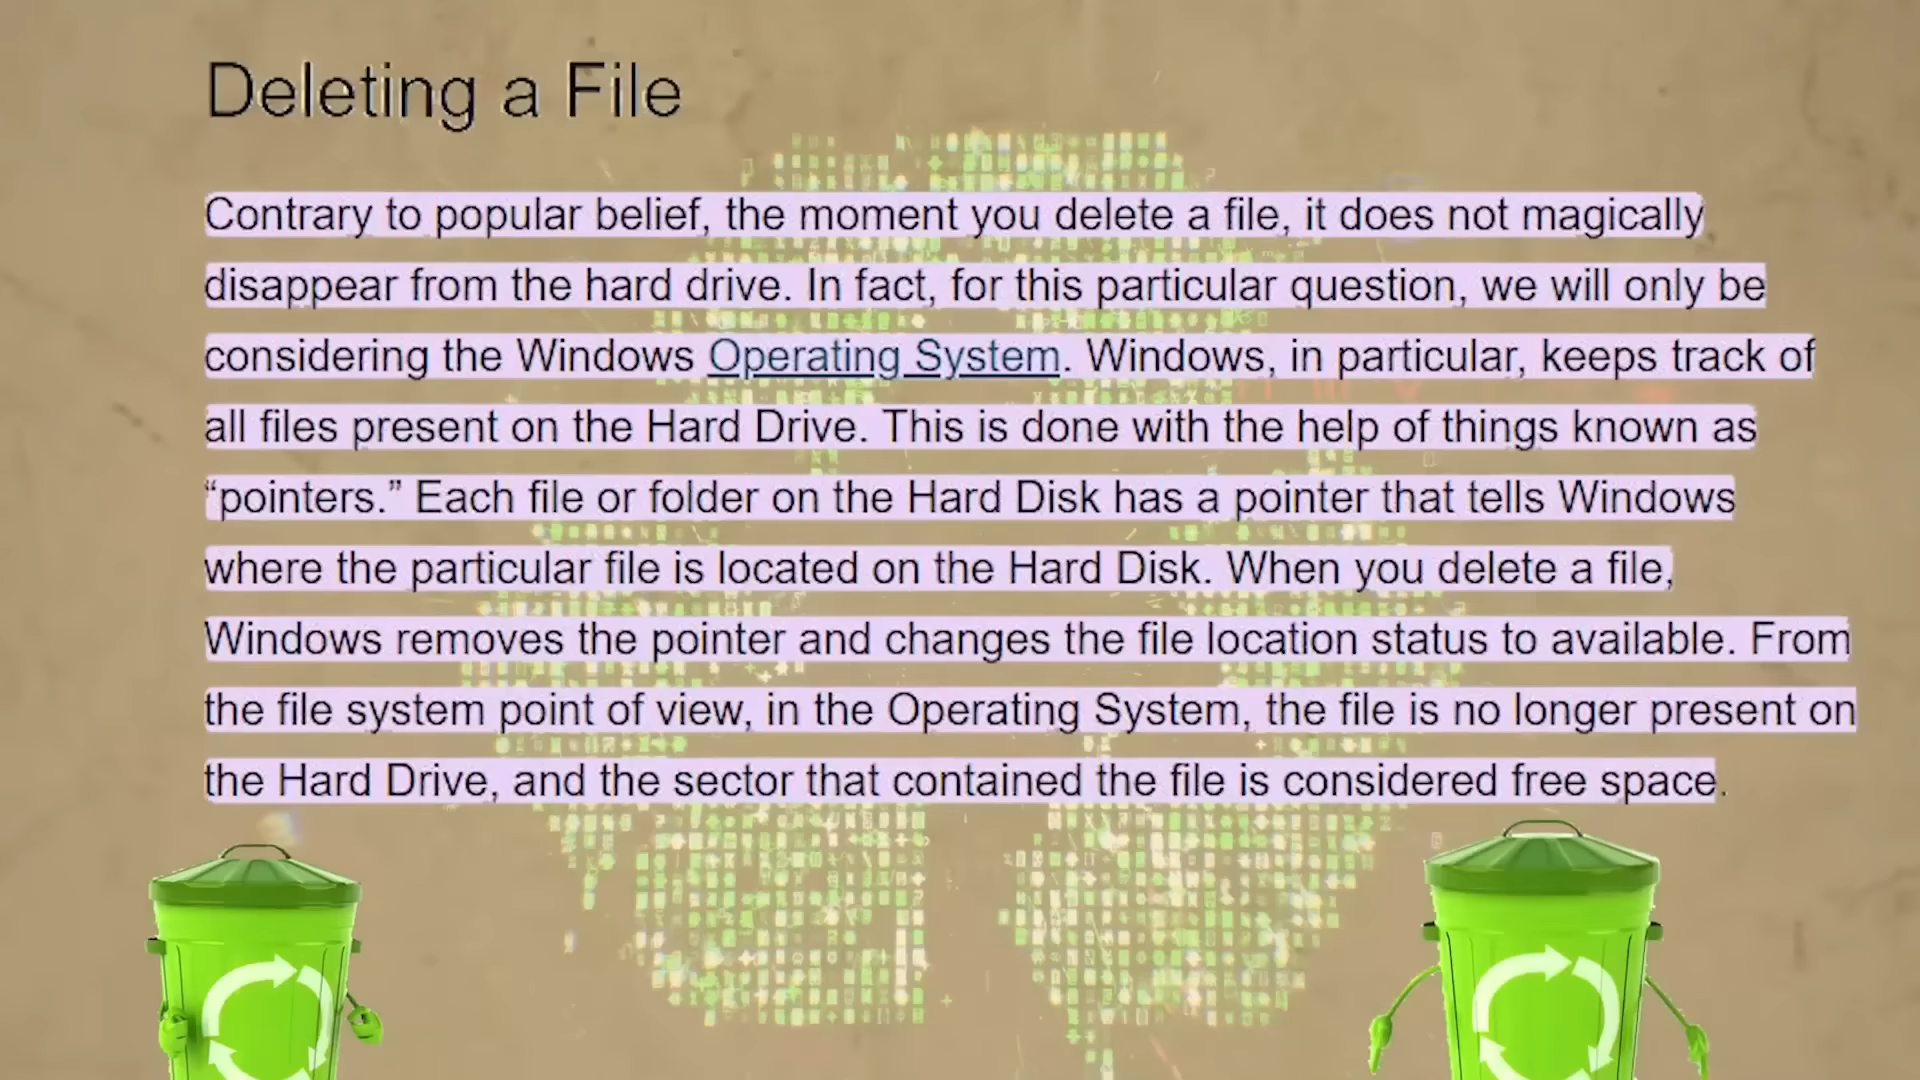 Deleting a File
Contrary to popular belief, the moment you delete a file, it does not magically
disappear from the hard drive. In fact, for this particular question, we will only be
considering the Windows Operating System. Windows, in particular, keeps track of
all files present on the Hard Drive. This is done with the help of things known as
“pointers.” Each file or folder on the Hard Disk has a pointer that tells Windows
where the particular file is located on the Hard Disk. When you delete a file,
Windows removes the pointer and changes the file location status to available. From
the file system point of view, in the Operating System, the file is no longer present on
the Hard Drive, and the sector that contained the file is considered free space.